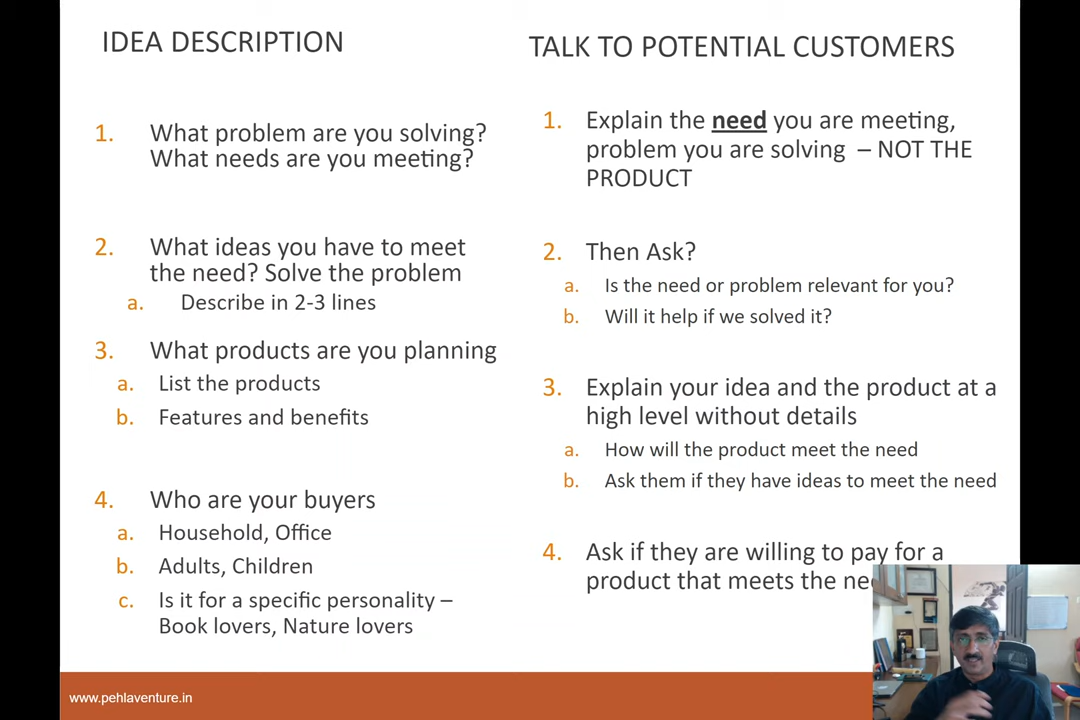 IDEA DESCRIPTION
1. What problem are you solving?
What needs are you meeting?
2. What ideas you have to meet
the need? Solve the problem
a. Describe in 2-3 lines
3. What products are you planning
a. List the products
b. Features and benefits
4. Who are your buyers
a. Household, Office
b. Adults, Children
c. Is it for a specific personality –
Book lovers, Nature lovers
TALK TO POTENTIAL CUSTOMERS
1. Explain the need you are meeting,
problem you are solving – NOT THE
PRODUCT
2. Then Ask?
a. Is the need or problem relevant for you?
b. Will it help if we solved it?
3. Explain your idea and the product at a
high level without details
a. How will the product meet the need
b. Ask them if they have ideas to meet the need
4. Ask if they are willing to pay for a
product that meets the
www.pehlaventure.in